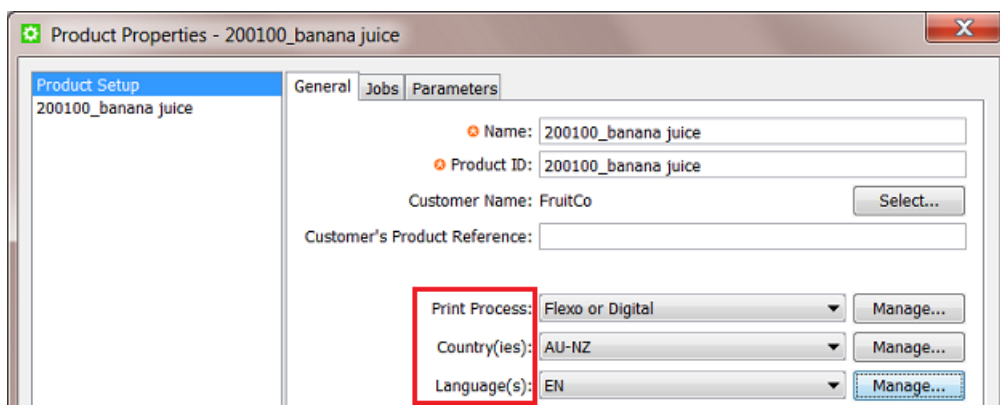 Product Properties - 200100_banana juice
X
Product Setup
200100_banana juice
General Jobs Parameters
Name: 200100_banana juice
Product ID: 200100_banana juice
Customer Name: FruitCo Select...
Customer's Product Reference:
Print Process: Flexo or Digital Manage...
Country(ies): AU-NZ Manage...
Language(s): EN Manage...